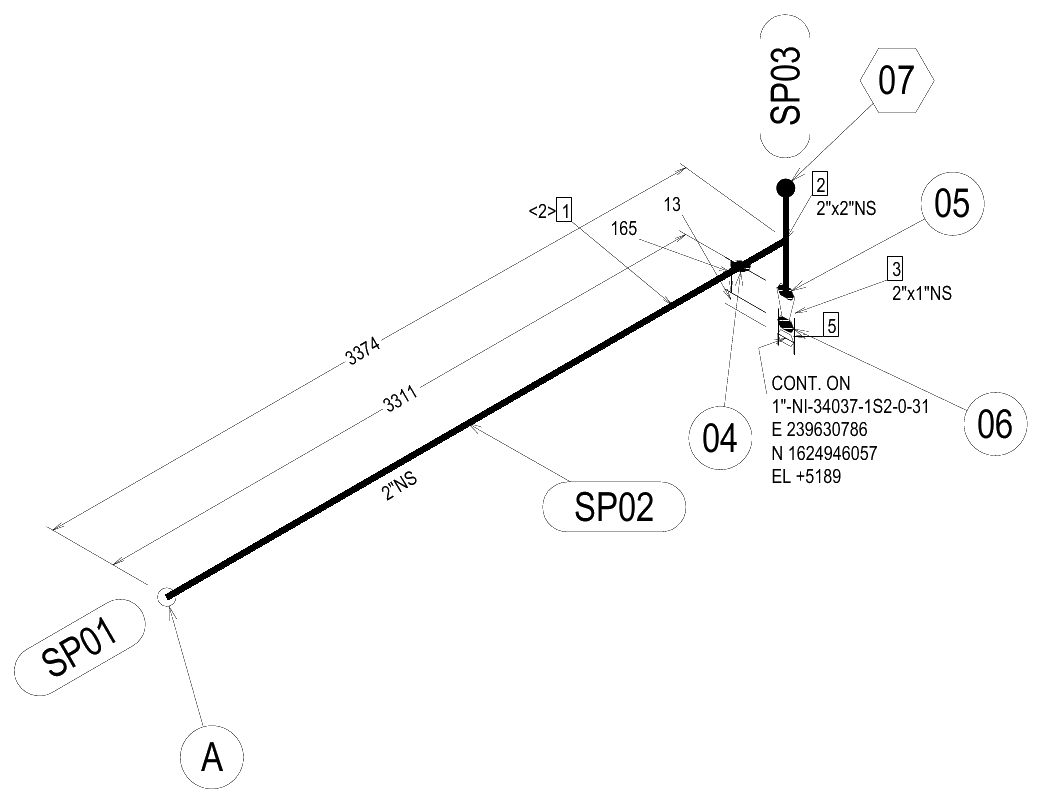 SP03
07
2
2"x2"NS
05
<2> 1
13
165
3
2"x1"NS
5
3374
3311
CONT. ON
1"-NI-34037-1S2-0-31
E 239630786
N 1624946057
EL +5189
04
06
2"NS
SP02
SP01
A